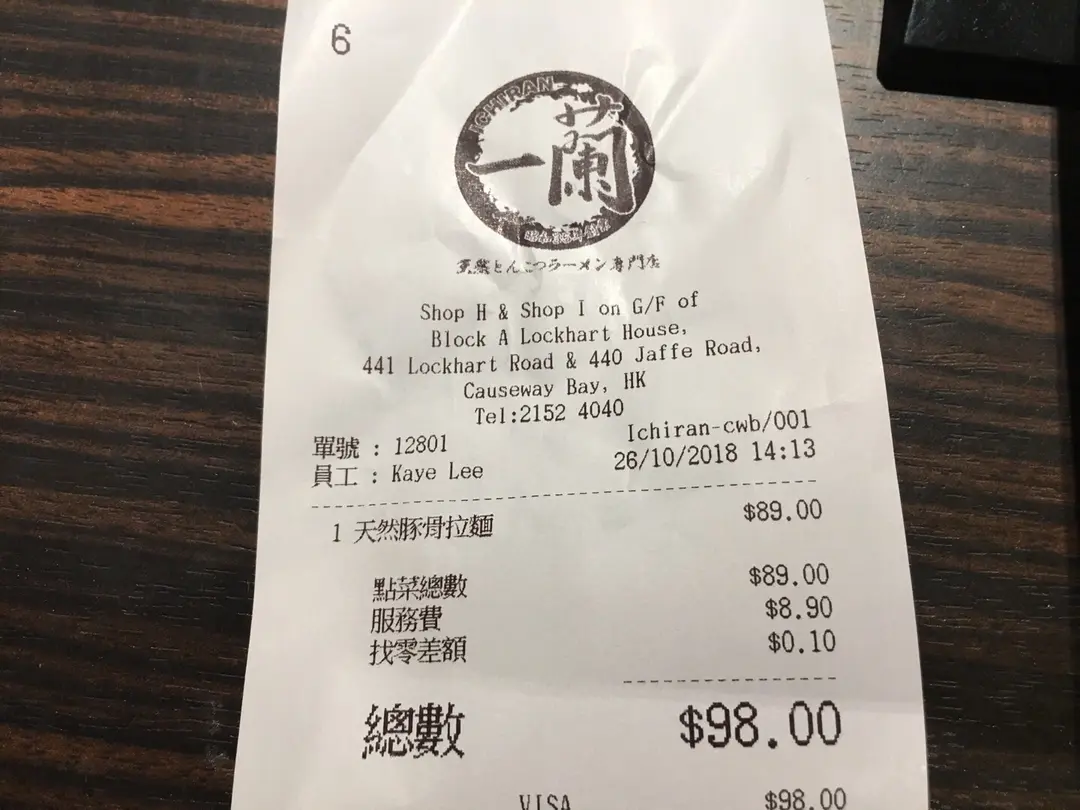 6
ICHIRAN
一蘭
天然とんこつラーメン専門店
Shop H & Shop I on G/F of
Block A Lockhart House,
441 Lockhart Road & 440 Jaffe Road,
Causeway Bay, HK
Tel:2152 4040
Ichiran-cwb/001
單號 : 12801
26/10/2018 14:13
員工 : Kaye Lee
1 天然豚骨拉麵 $89.00
點菜總數 $89.00
服務費 $8.90
找零差額 $0.10
總數 $98.00
VISA $98.00